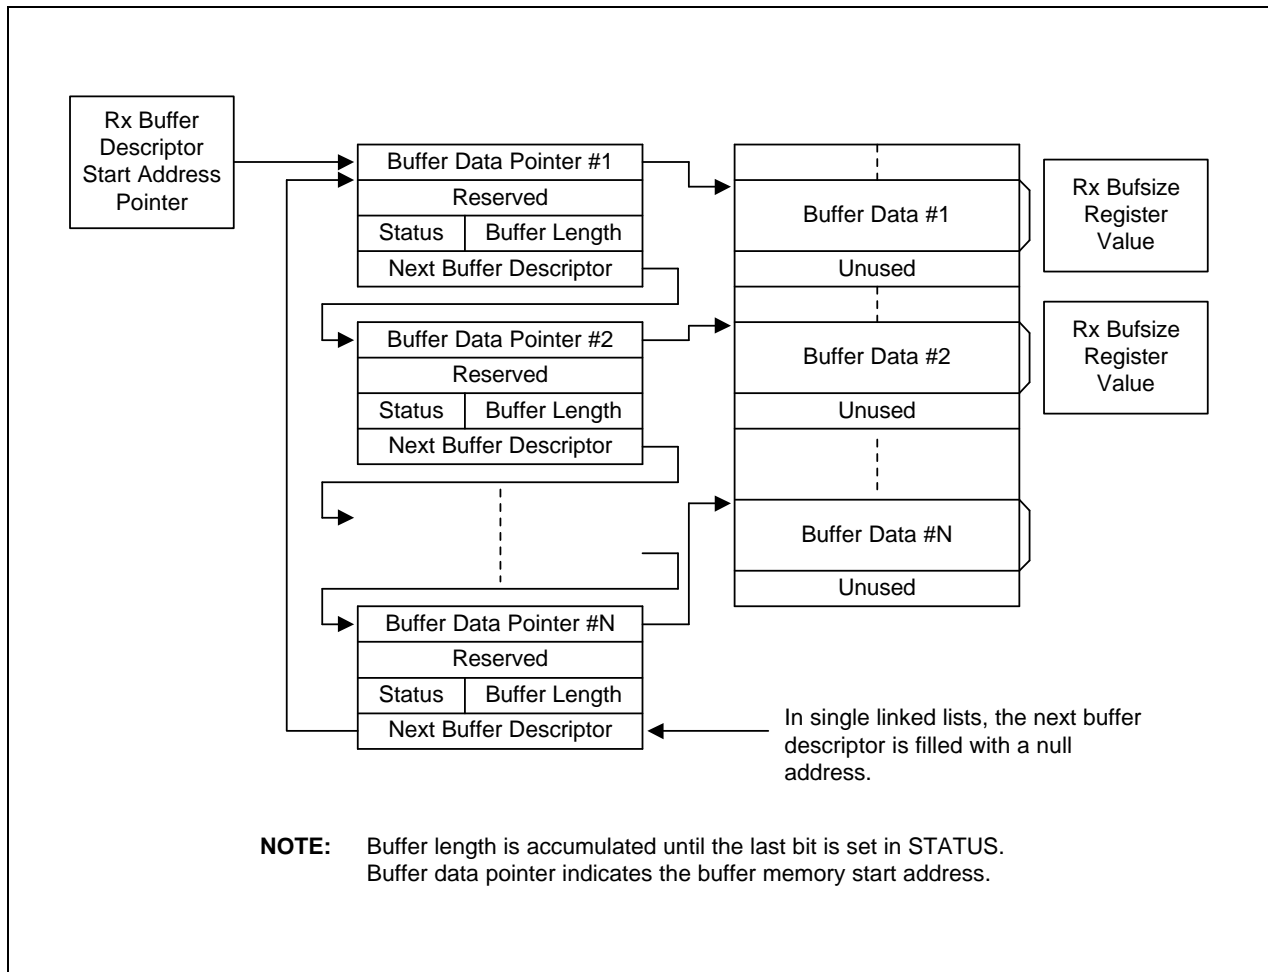 Rx Buffer
Descriptor
Start Address
Pointer
Buffer Data Pointer #1
Reserved
Status Buffer Length
Next Buffer Descriptor
Buffer Data #1
Unused
Rx Bufsize
Register
Value
Buffer Data Pointer #2
Reserved
Status Buffer Length
Next Buffer Descriptor
Buffer Data #2
Unused
Rx Bufsize
Register
Value
Buffer Data #N
Unused
Buffer Data Pointer #N
Reserved
Status Buffer Length
Next Buffer Descriptor
In single linked lists, the next buffer
descriptor is filled with a null
address.
NOTE: Buffer length is accumulated until the last bit is set in STATUS.
Buffer data pointer indicates the buffer memory start address.